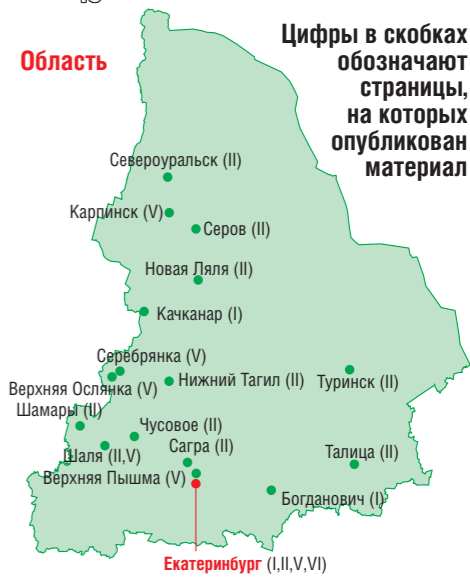 Область
Цифры в скобках
обозначают
страницы,
на которых
опубликован
материал
Североуральск (II)
Карпинск (V)
Серов (II)
Новая Ляля (II)
Качканар (I)
Серебрянка (V)
Верхняя Ослянка (V)
Нижний Тагил (II)
Туринск (II)
Шамары (II)
Чусовое (II)
Шаля (II,V)
Сагра (II)
Талица (II)
Верхняя Пышма (V)
Богданович (I)
Екатеринбург (I,II,V,VI)